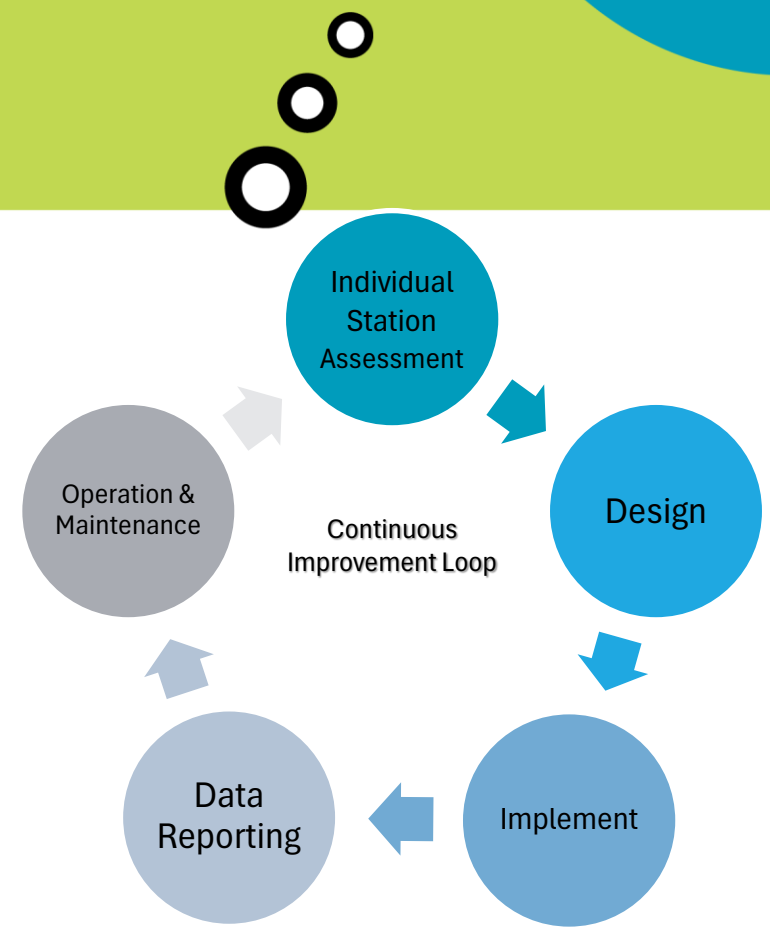 Individual
Station
Assessment
Design
Implement
Data
Reporting
Operation &
Maintenance
Continuous
Improvement Loop